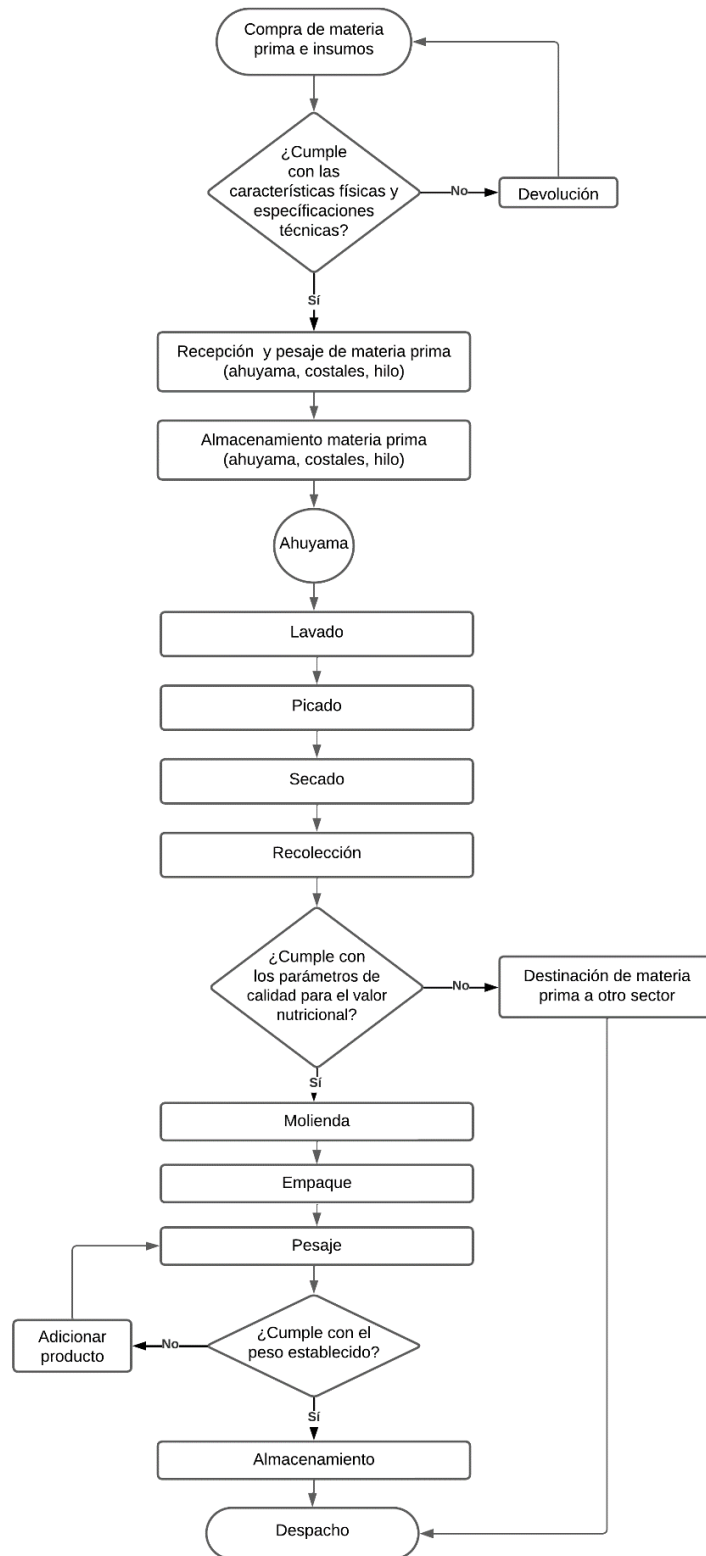 Compra de materia
prima e insumos
¿Cumple
con las
características físicas y
específicaciones
técnicas?
No
Devolución
Sí
Recepción y pesaje de materia prima
(ahuyama, costales, hilo)
Almacenamiento materia prima
(ahuyama, costales, hilo)
Ahuyama
Lavado
Picado
Secado
Recolección
¿Cumple con
los parámetros de
calidad para el valor
nutricional?
No
Destinación de materia
prima a otro sector
Sí
Molienda
Empaque
Pesaje
¿Cumple con el
peso establecido?
No
Adicionar
producto
Sí
Almacenamiento
Despacho